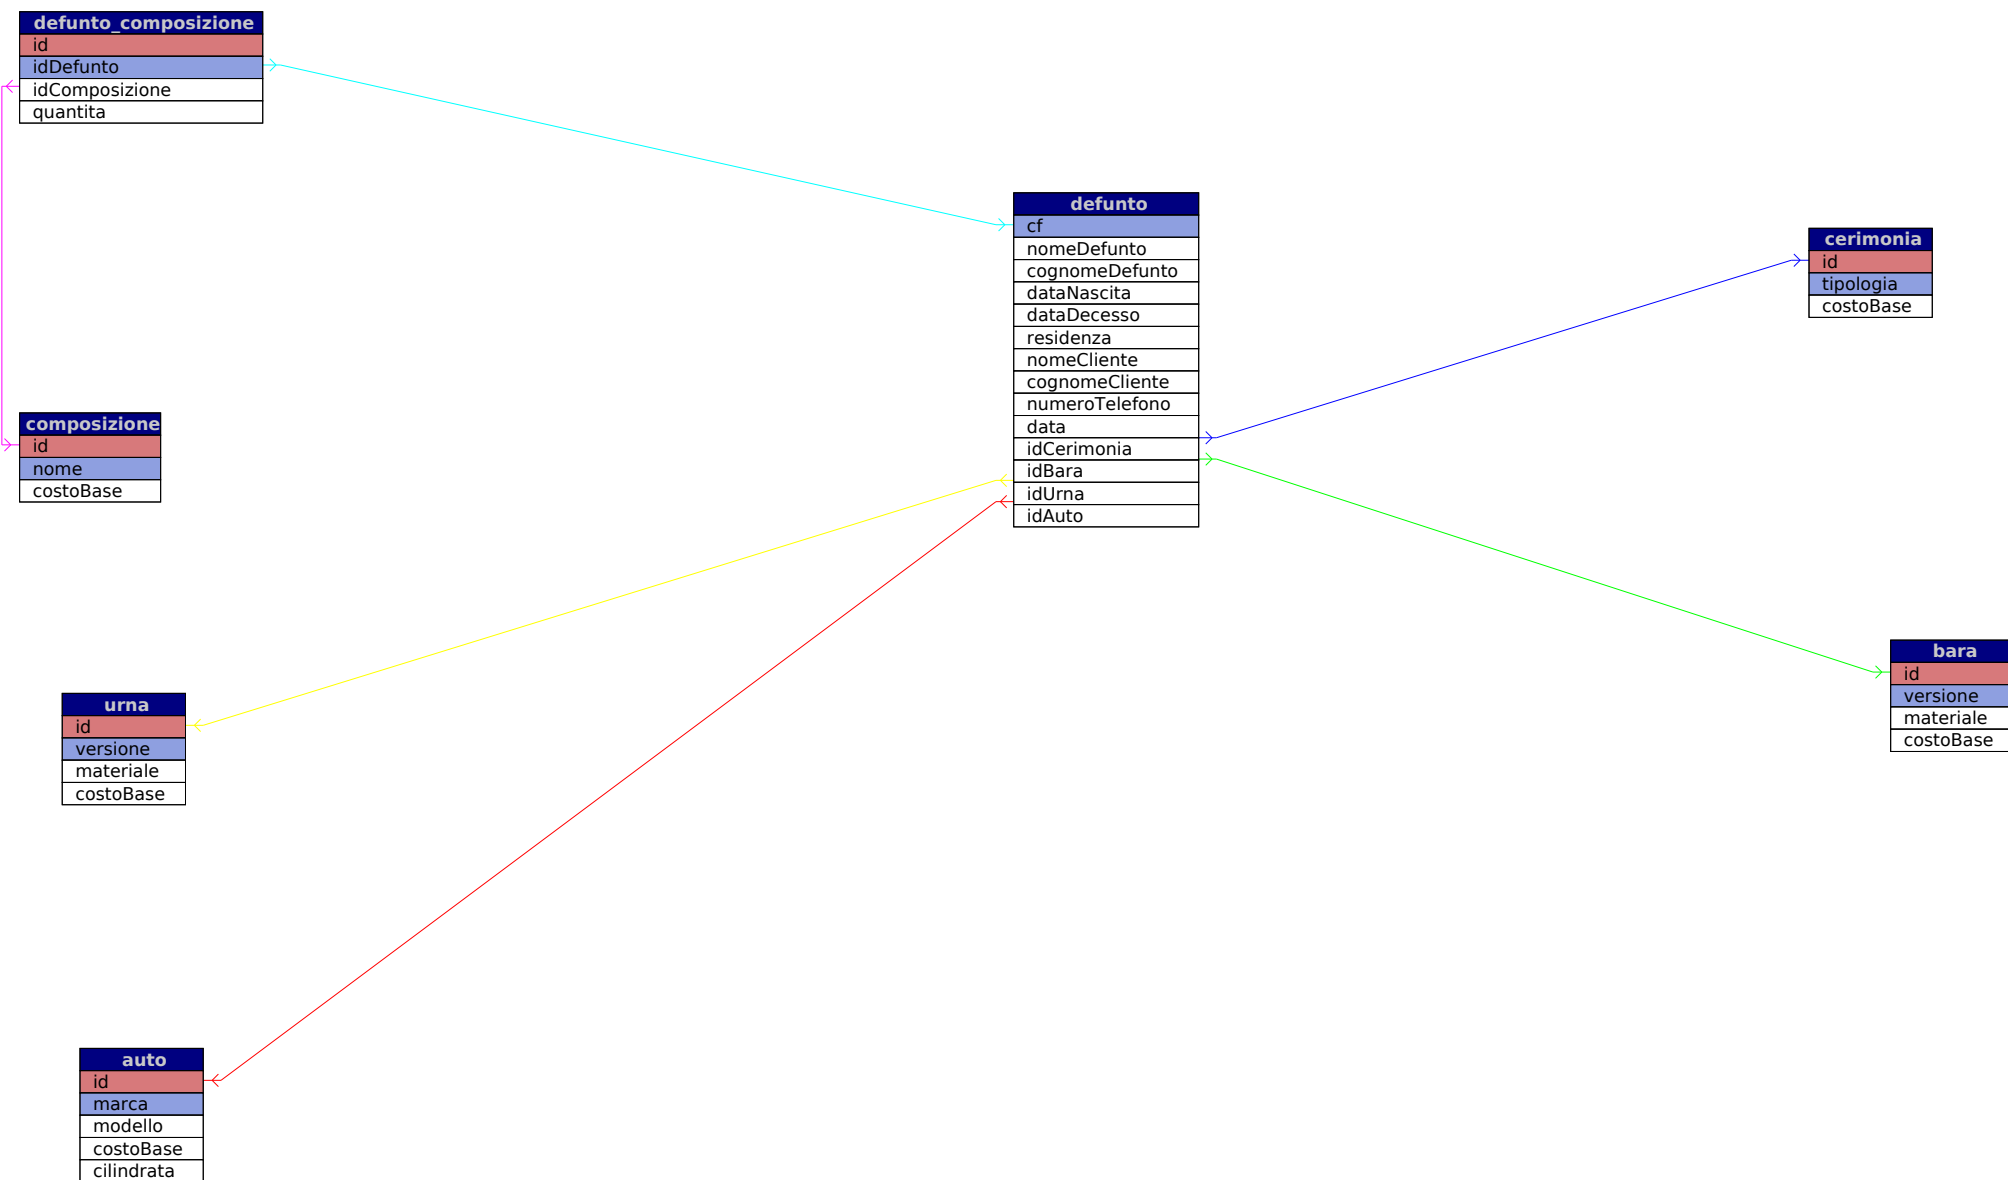 defunto_composizione
id
idDefunto
idComposizione
quantita
defunto
cf
nomeDefunto
cognomeDefunto
dataNascita
dataDecesso
residenza
nomeCliente
cognomeCliente
numeroTelefono
data
idCerimonia
idBara
idUrna
idAuto
cerimonia
id
tipologia
costoBase
composizione
id
nome
costoBase
urna
id
versione
materiale
costoBase
bara
id
versione
materiale
costoBase
auto
id
marca
modello
costoBase
cilindrata